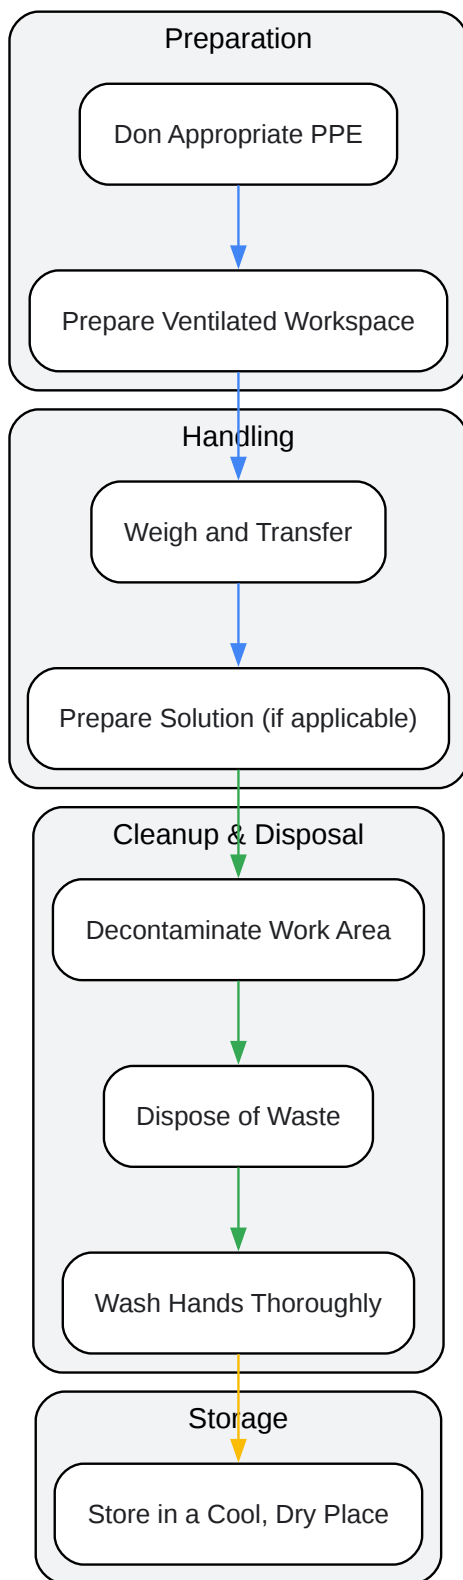 Preparation
Don Appropriate PPE
Prepare Ventilated Workspace
Handling
Weigh and Transfer
Prepare Solution (if applicable)
Cleanup & Disposal
Decontaminate Work Area
Dispose of Waste
Wash Hands Thoroughly
Storage
Store in a Cool, Dry Place